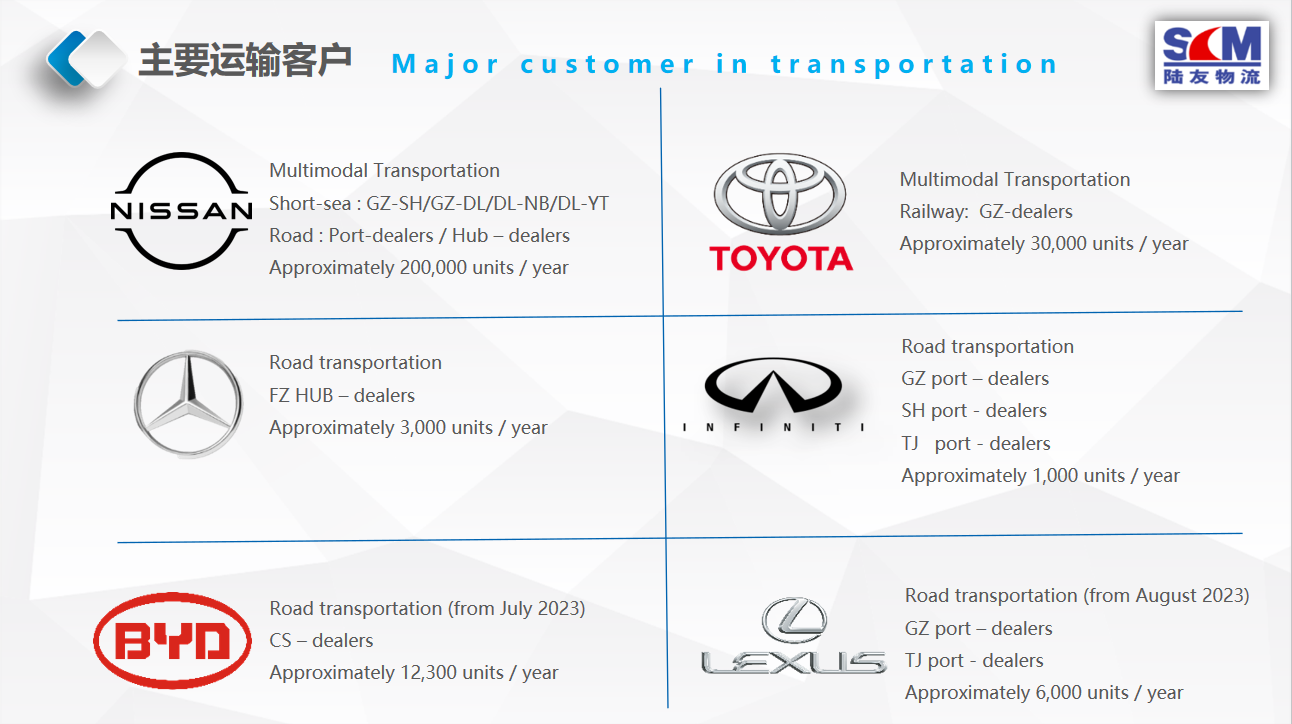 主要运输客户 Major customer in transportation
SCM
陆友物流
NISSAN
Multimodal Transportation
Short-sea : GZ-SH/GZ-DL/DL-NB/DL-YT
Road : Port-dealers / Hub – dealers
Approximately 200,000 units / year
TOYOTA
Multimodal Transportation
Railway: GZ-dealers
Approximately 30,000 units / year
Road transportation
FZ HUB – dealers
Approximately 3,000 units / year
INFINITI
Road transportation
GZ port – dealers
SH port - dealers
TJ port - dealers
Approximately 1,000 units / year
BYD
Road transportation (from July 2023)
CS – dealers
Approximately 12,300 units / year
LEXUS
Road transportation (from August 2023)
GZ port – dealers
TJ port - dealers
Approximately 6,000 units / year